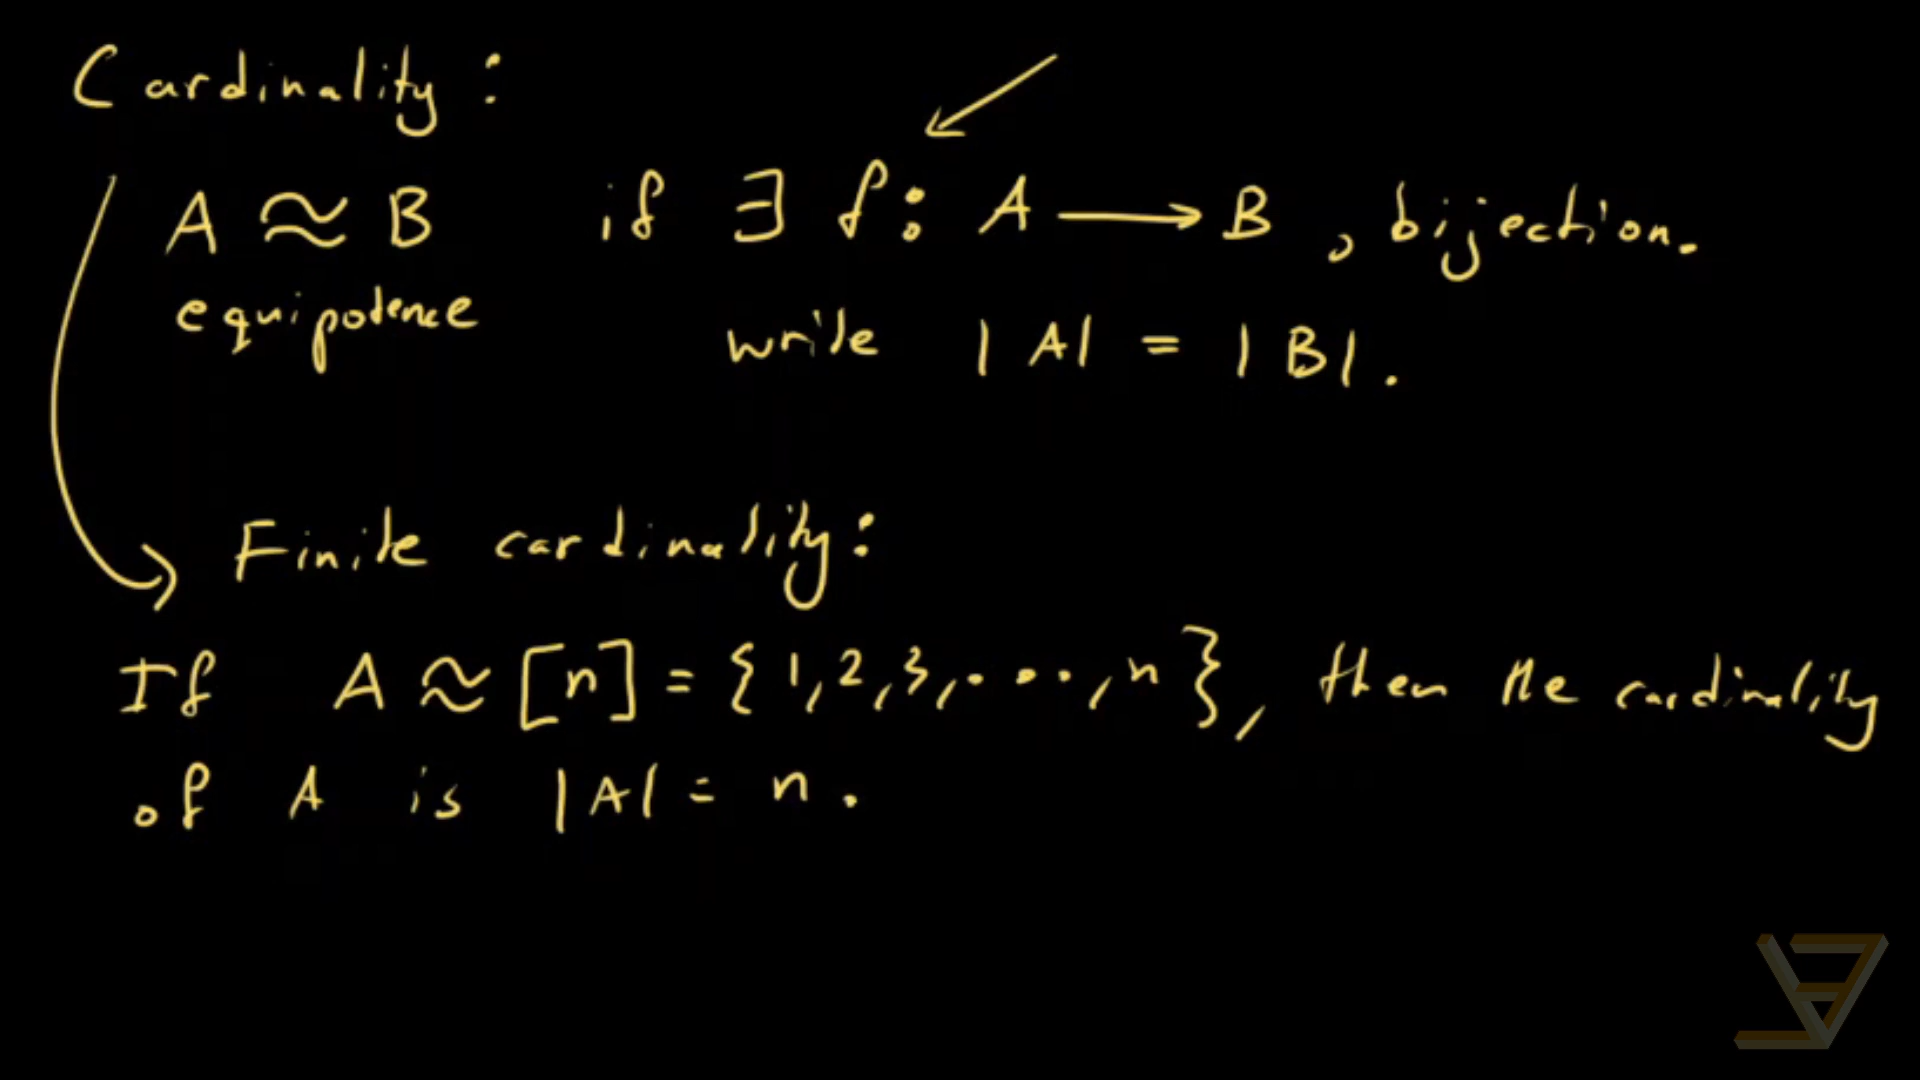 Cardinality:
A ≈ B if ∃ f: A ⟶ B, bijection.
equipotence write |A| = |B|.
Finite cardinality:
If A ≈ [n] = {1,2,3,...,n}, then the cardinality
of A is |A| = n.